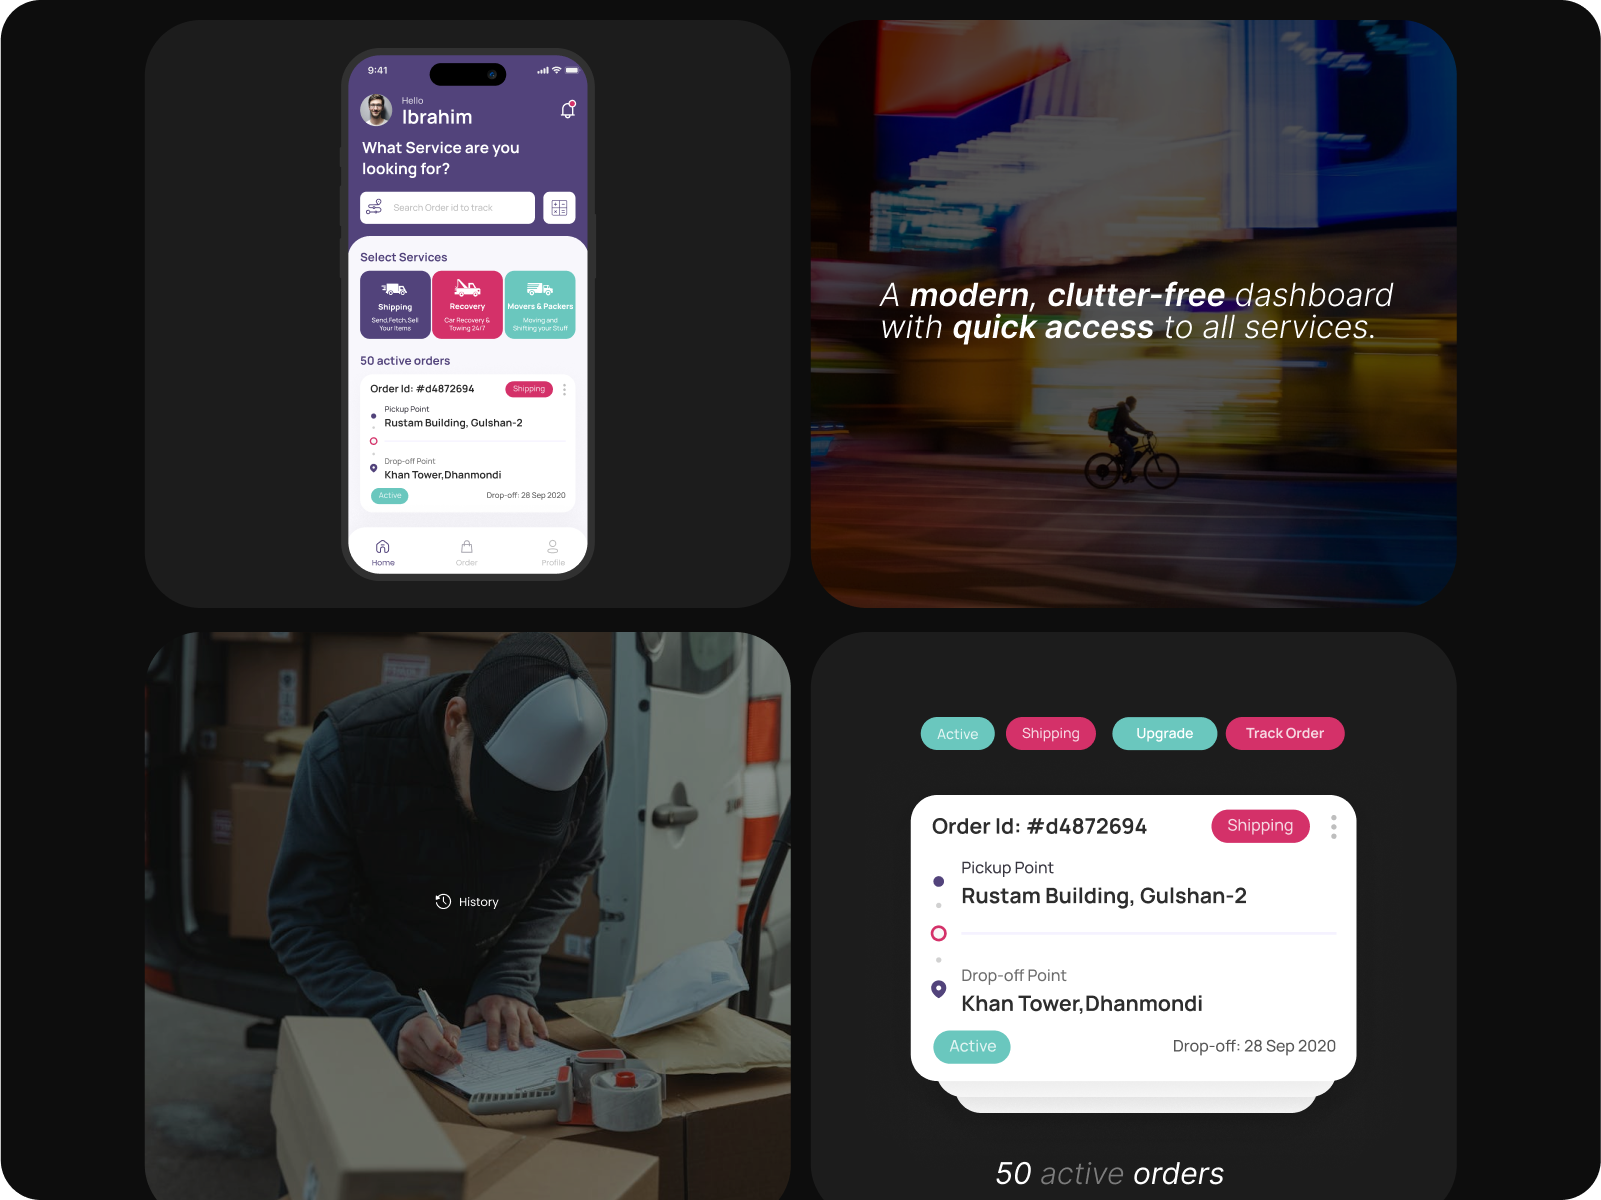 9:41
Hello
Ibrahim
What Service are you
looking for?
Search Order id to track
Select Services
Shipping
Send,Fetch,Sell
Your Items
Recovery
Car Recovery &
Towing 24/7
Movers & Packers
Moving and
Shifting your Stuff
50 active orders
Order Id: #d4872694
Shipping
Pickup Point
Rustam Building, Gulshan-2
Drop-off Point
Khan Tower,Dhanmondi
Active
Drop-off: 28 Sep 2020
Home
Order
Profile
A modern, clutter-free dashboard
with quick access to all services.
History
Active
Shipping
Upgrade
Track Order
Order Id: #d4872694
Shipping
Pickup Point
Rustam Building, Gulshan-2
Drop-off Point
Khan Tower,Dhanmondi
Active
Drop-off: 28 Sep 2020
50 active orders